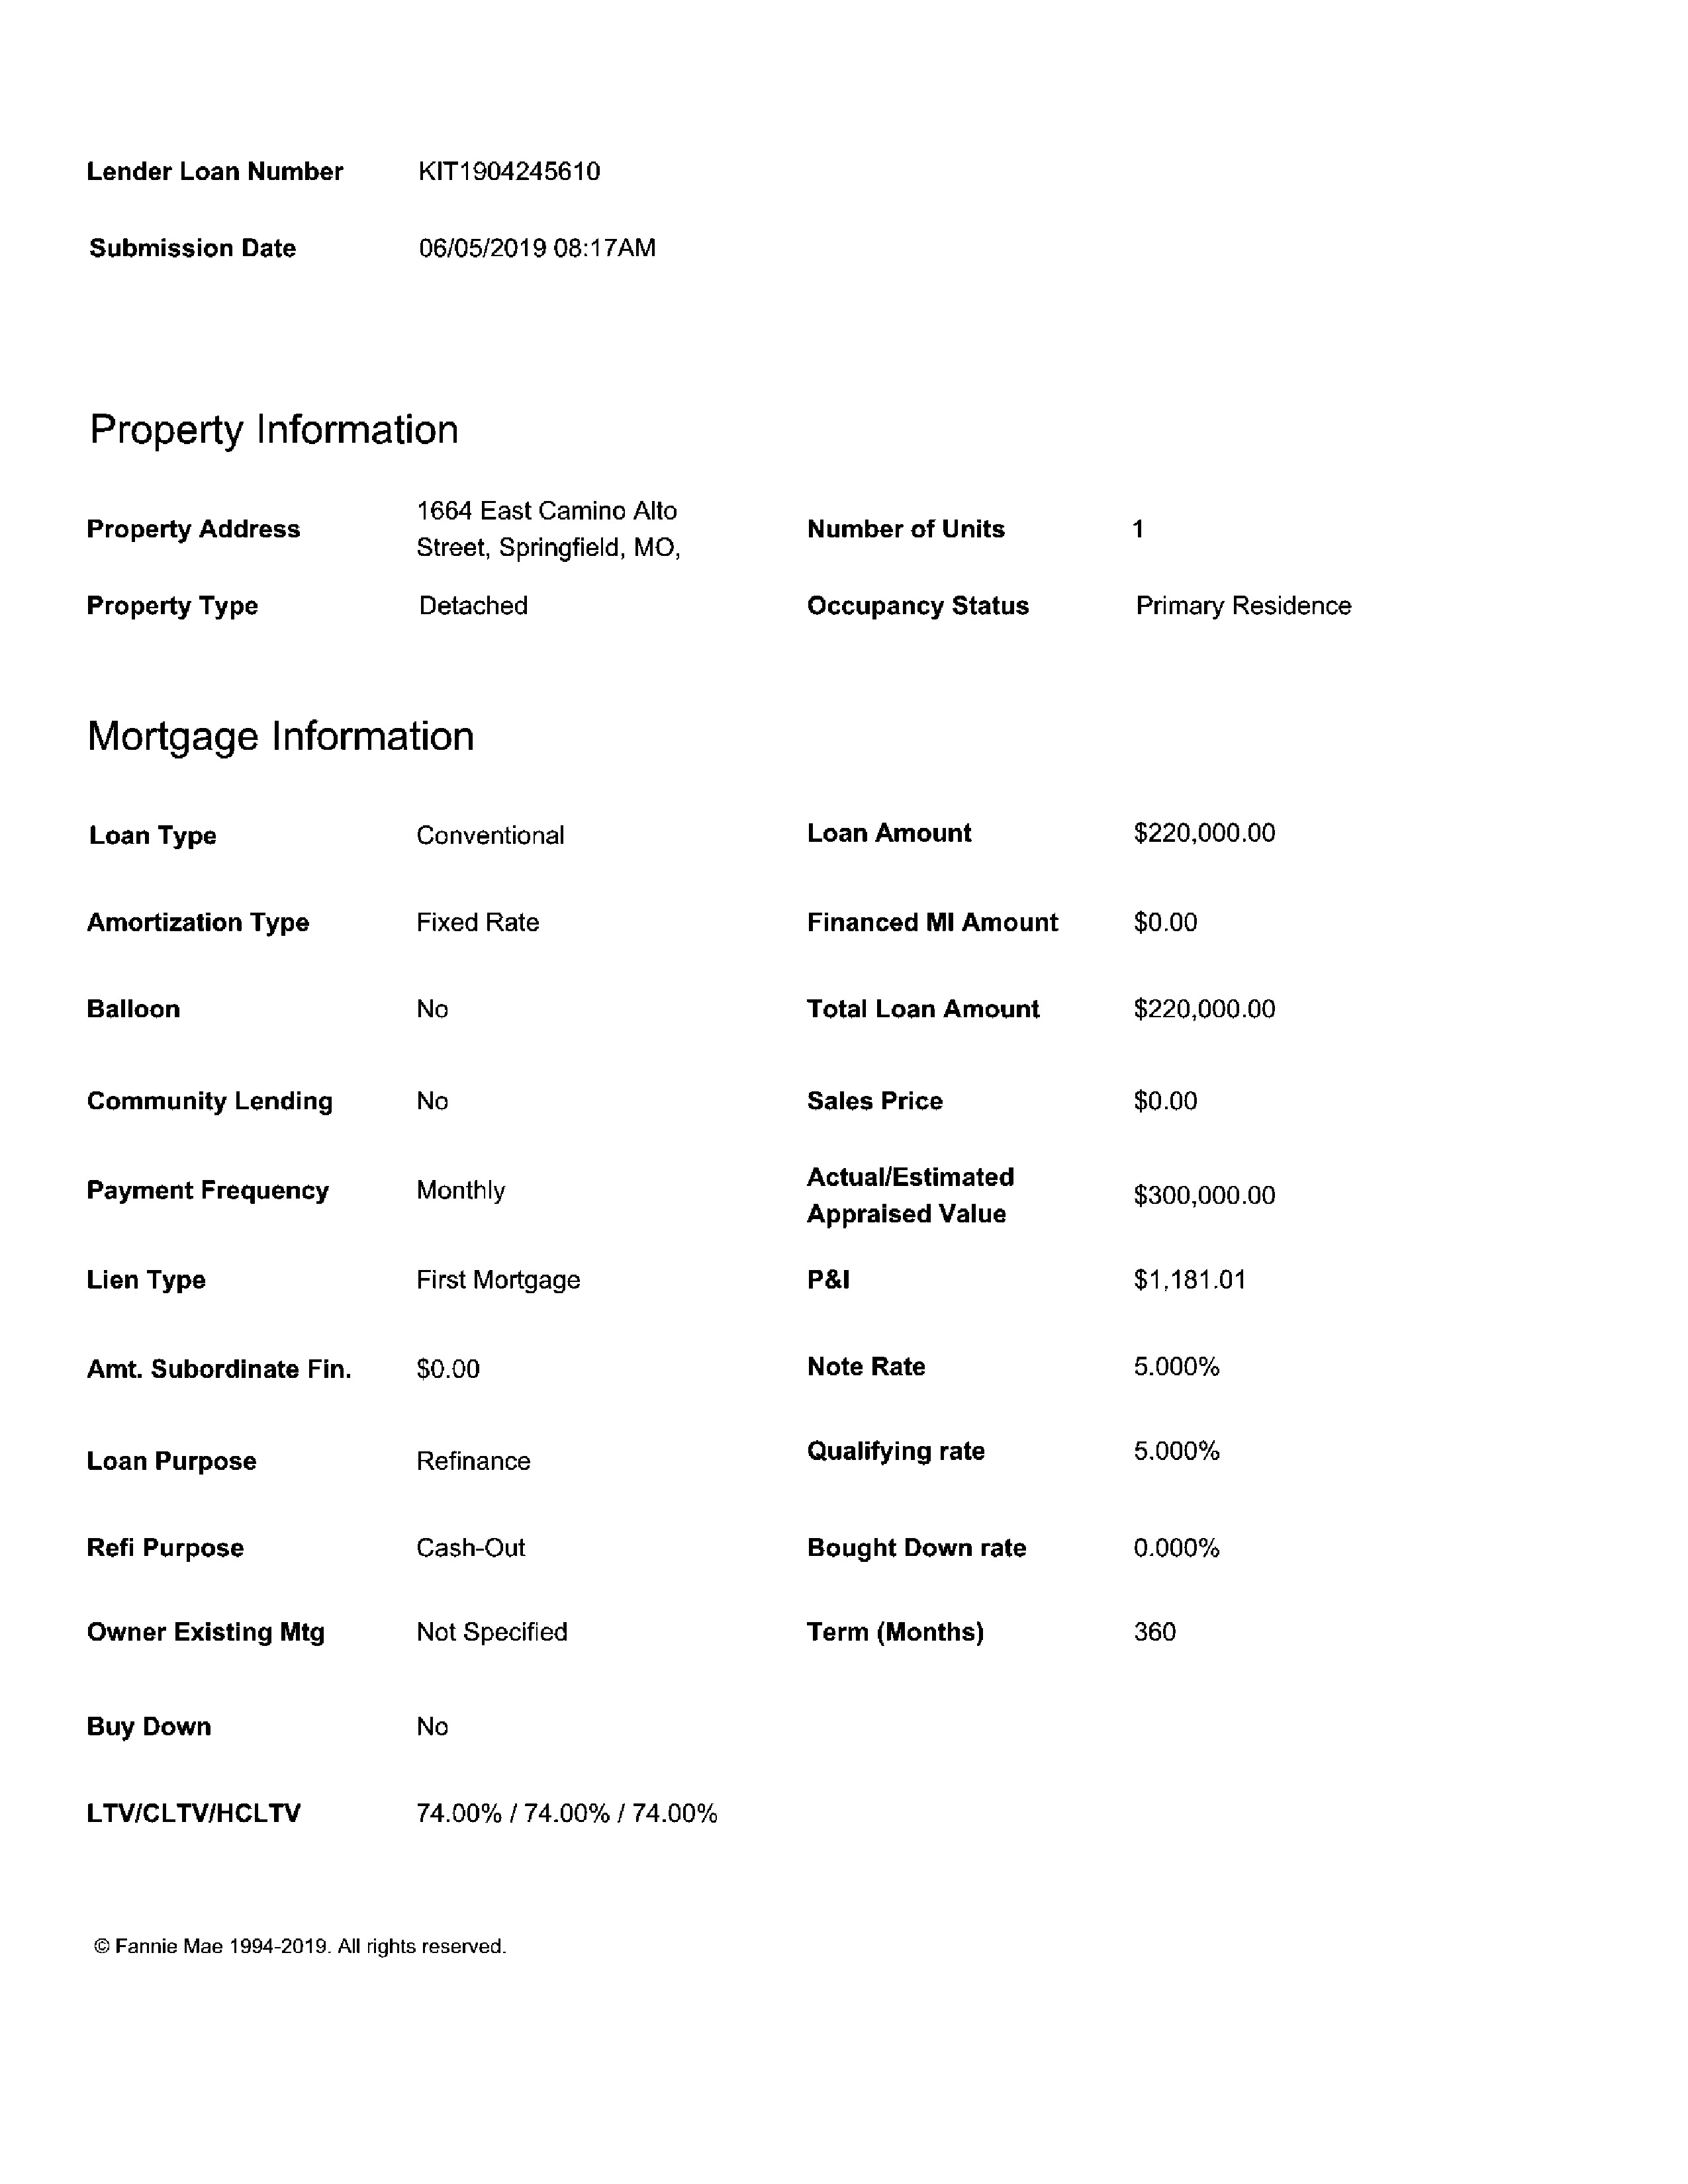 Lender Loan Number KIT1904245610
Submission Date 06/05/2019 08:17AM
Property Information
Property Address 1664 East Camino Alto
Street, Springfield, MO, Number of Units 1
Property Type Detached Occupancy Status Primary Residence
Mortgage Information
Loan Type Conventional Loan Amount $220,000.00
Amortization Type Fixed Rate Financed MI Amount $0.00
Balloon No Total Loan Amount $220,000.00
Community Lending No Sales Price $0.00
Payment Frequency Monthly Actual/Estimated
Appraised Value $300,000.00
Lien Type First Mortgage P&I $1,181.01
Amt. Subordinate Fin. $0.00 Note Rate 5.000%
Loan Purpose Refinance Qualifying rate 5.000%
Refi Purpose Cash-Out Bought Down rate 0.000%
Owner Existing Mtg Not Specified Term (Months) 360
Buy Down No
LTV/CLTV/HCLTV 74.00% / 74.00% / 74.00%
© Fannie Mae 1994-2019. All rights reserved.